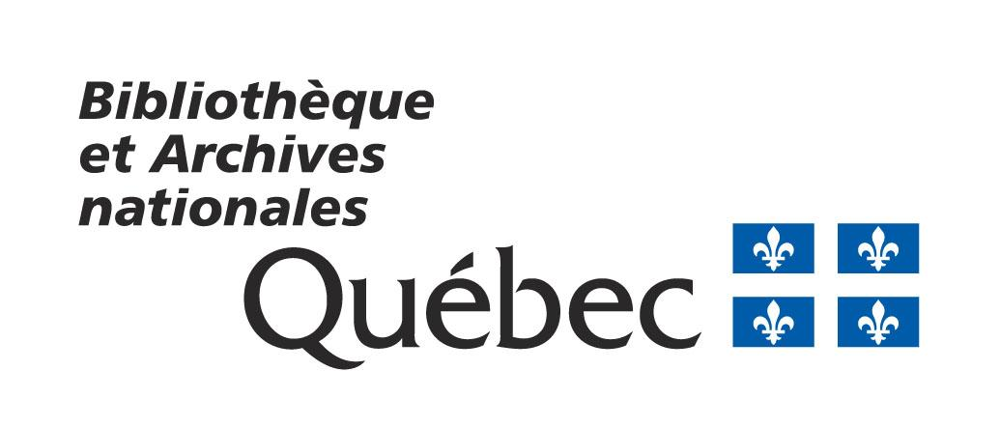 Bibliothèque
et Archives
nationales
Québec